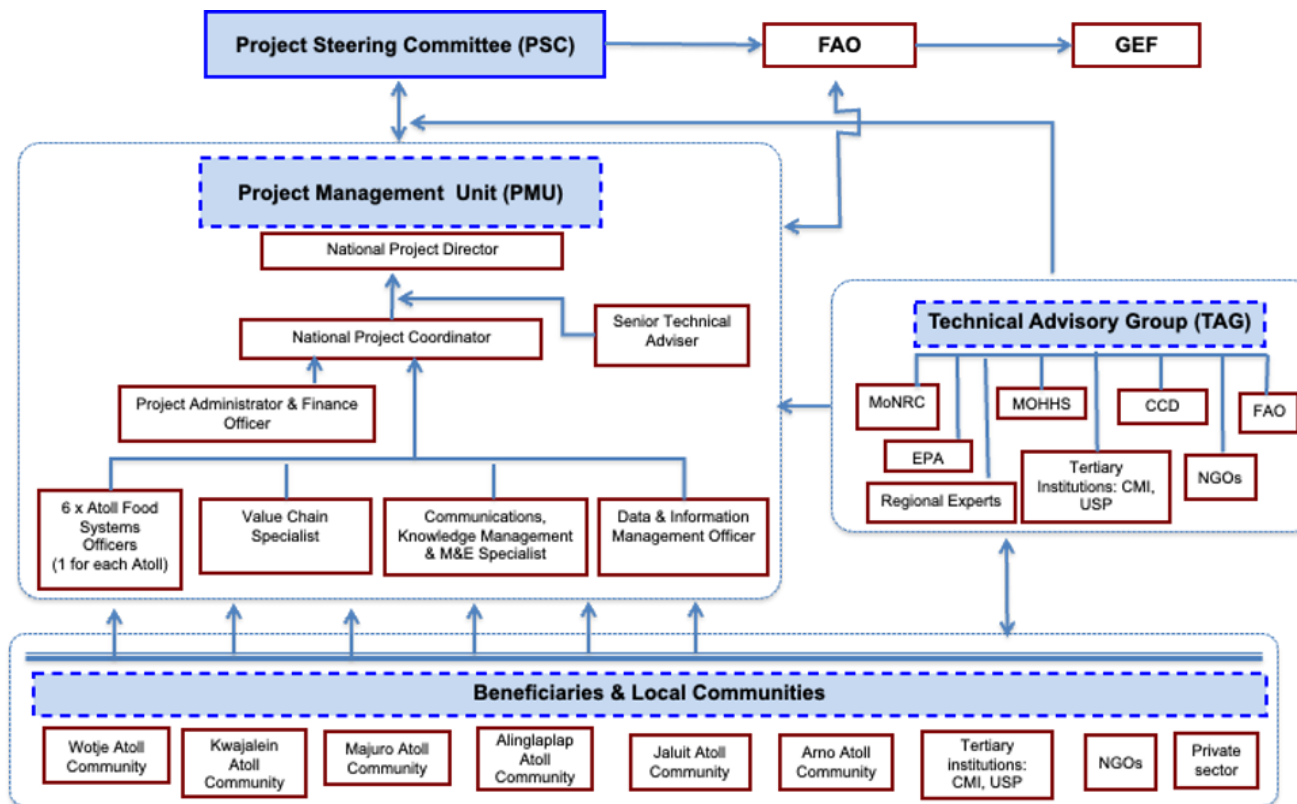 Project Steering Committee (PSC)
FAO
GEF
Project Management  Unit (PMU)
National Project Director
National Project Coordinator
Senior Technical
Adviser
Project Administrator & Finance
Officer
6 x Atoll Food
Systems
Officers
(1 for each Atoll)
Value Chain
Specialist
Communications,
Knowledge Management
& M&E Specialist
Data & Information
Management Officer
Technical Advisory Group (TAG)
MoNRC
MOHHS
CCD
FAO
EPA
Regional Experts
Tertiary
Institutions: CMI,
USP
NGOs
Beneficiaries & Local Communities
Wotje Atoll
Community
Kwajalein
Atoll
Community
Majuro Atoll
Community
Alinglaplap
Atoll
Community
Jaluit Atoll
Community
Arno Atoll
Community
Tertiary
institutions:
CMI, USP
NGOs
Private
sector